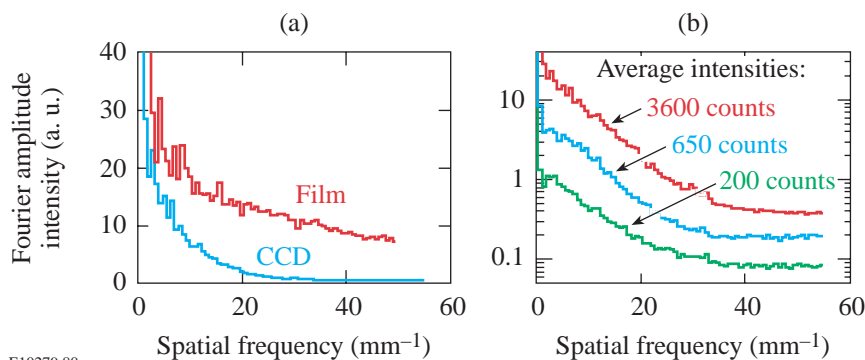 (a)
(b)
Fourier amplitude
intensity (a. u.)
40
30
20
10
0
Film
CCD
0 20 40 60
Spatial frequency (mm–1)
10
1
0.1
Average intensities:
3600 counts
650 counts
200 counts
0 20 40 60
Spatial frequency (mm–1)